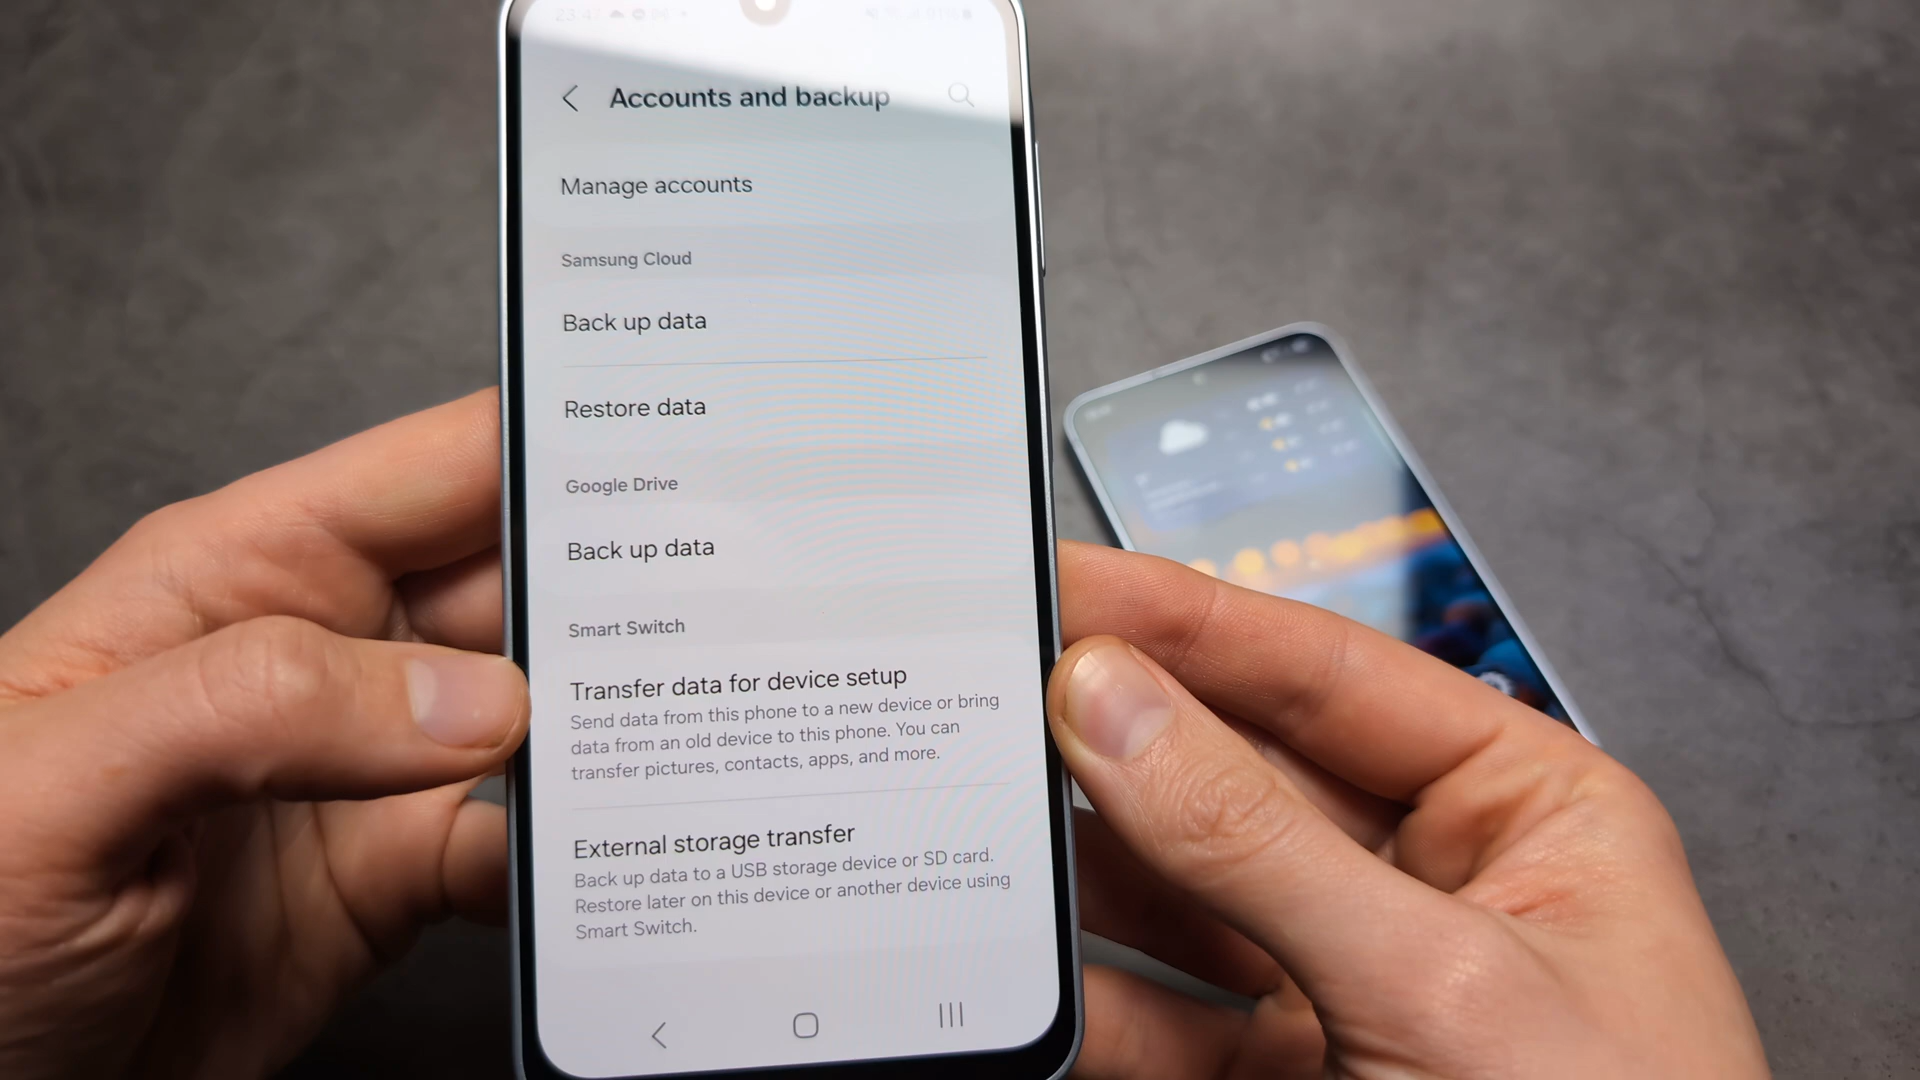 23:47
Accounts and backup
Manage accounts
Samsung Cloud
Back up data
Restore data
Google Drive
Back up data
Smart Switch
Transfer data for device setup
Send data from this phone to a new device or bring
data from an old device to this phone. You can
transfer pictures, contacts, apps, and more.
External storage transfer
Back up data to a USB storage device or SD card.
Restore later on this device or another device using
Smart Switch.